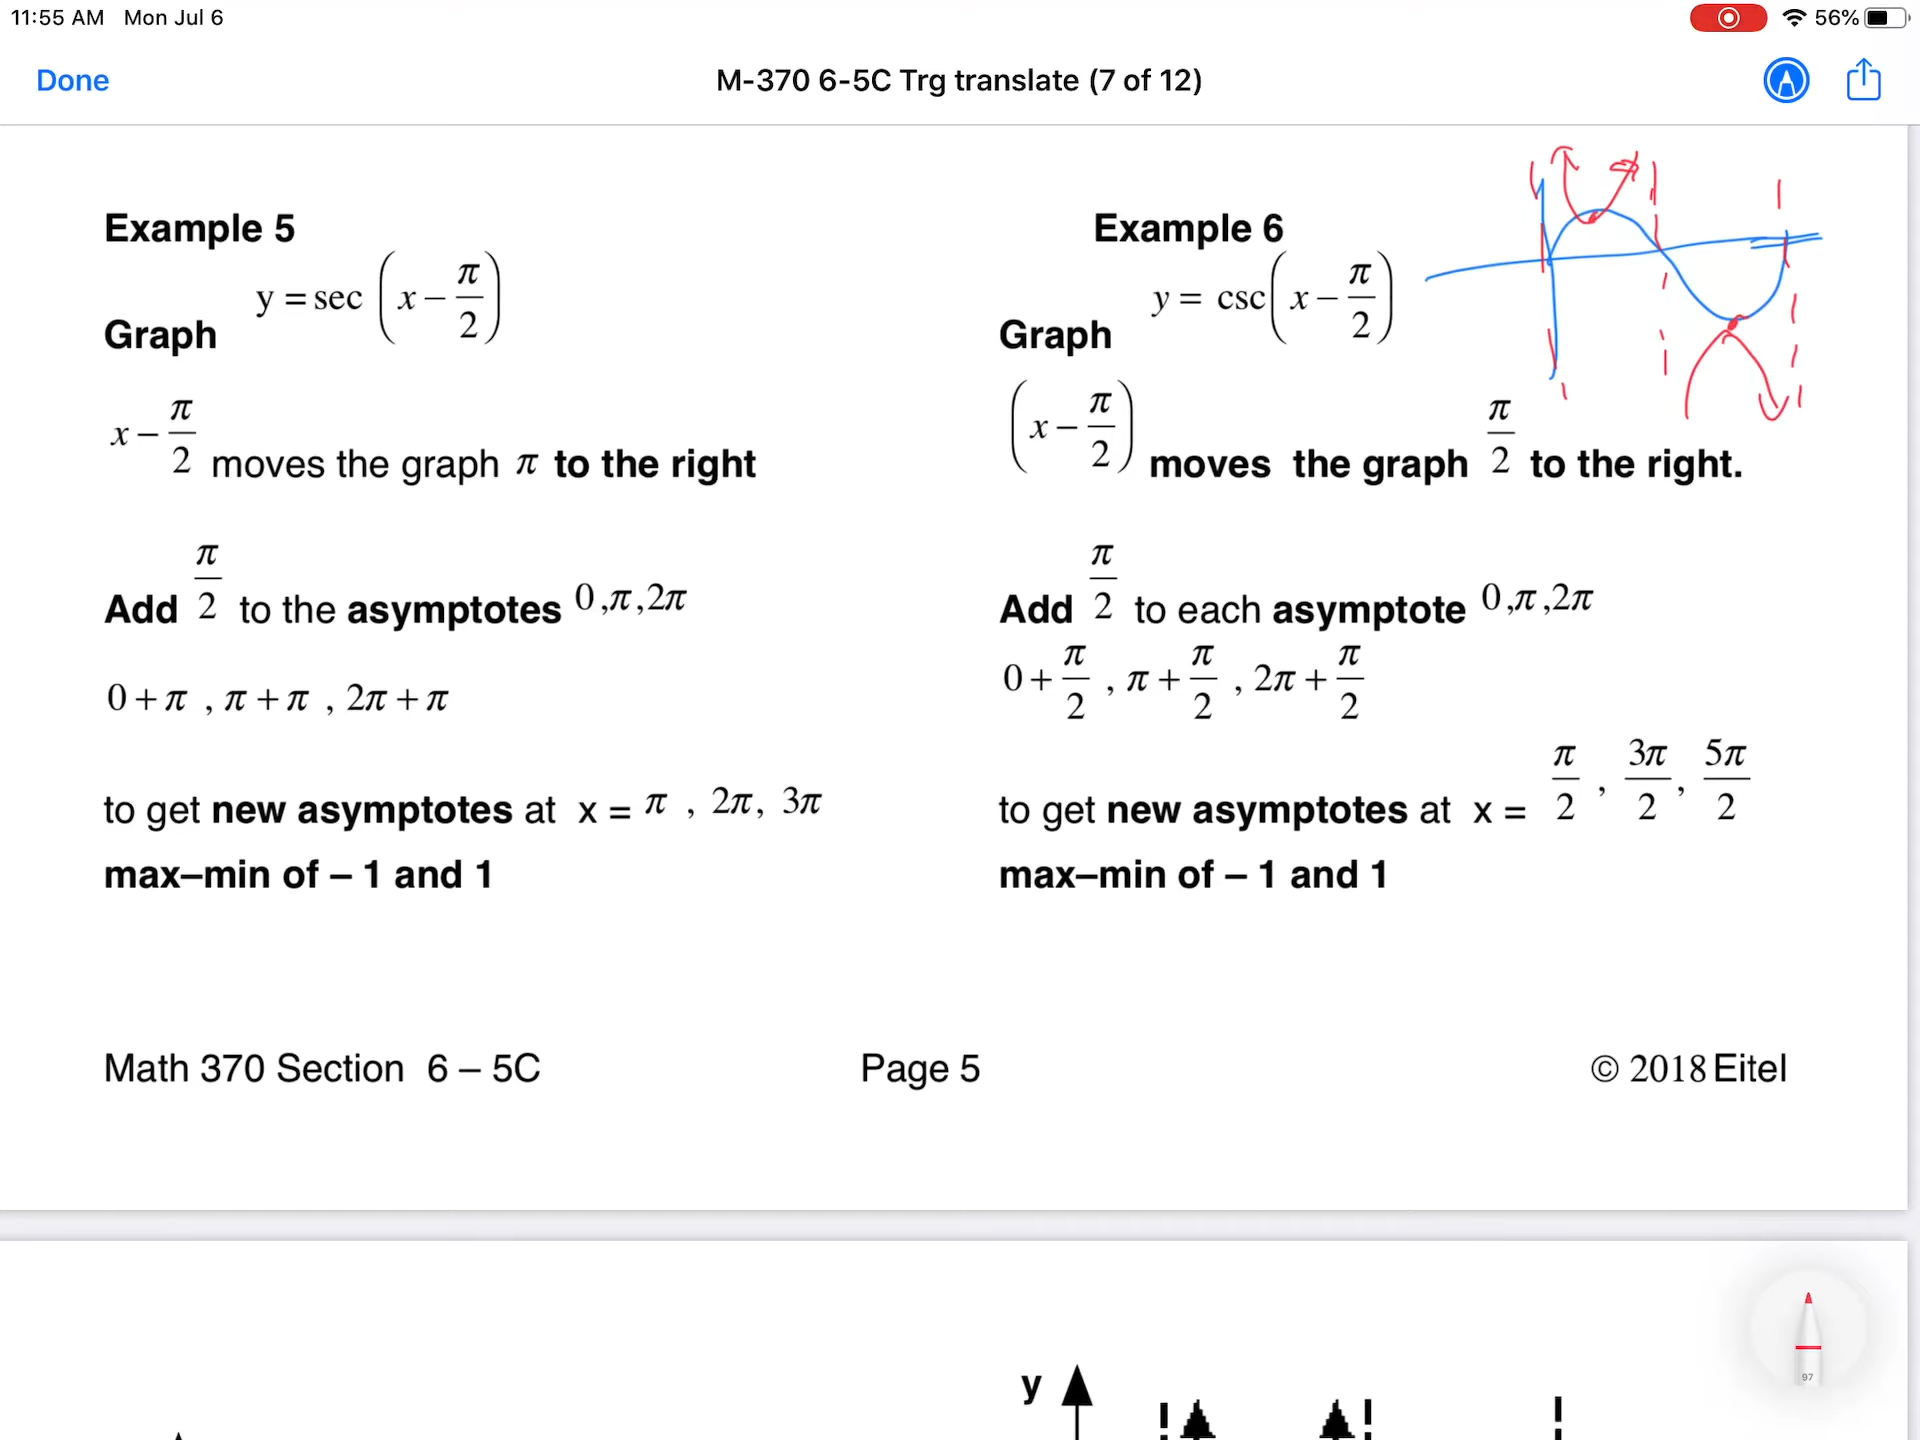 11:55 AM Mon Jul 6
56%
Done
M-370 6-5C Trg translate (7 of 12)
Example 5
Graph y = sec (x − π/2)
x − π/2 moves the graph π to the right
Add π/2 to the asymptotes 0, π, 2π
0 + π , π + π , 2π + π
to get new asymptotes at x = π , 2π, 3π
max–min of – 1 and 1
Example 6
Graph y = csc (x − π/2)
(x − π/2) moves the graph π/2 to the right.
Add π/2 to each asymptote 0, π, 2π
0 + π/2 , π + π/2 , 2π + π/2
to get new asymptotes at x = π/2 , 3π/2 , 5π/2
max–min of – 1 and 1
Math 370 Section 6 – 5C Page 5 © 2018 Eitel
y
97